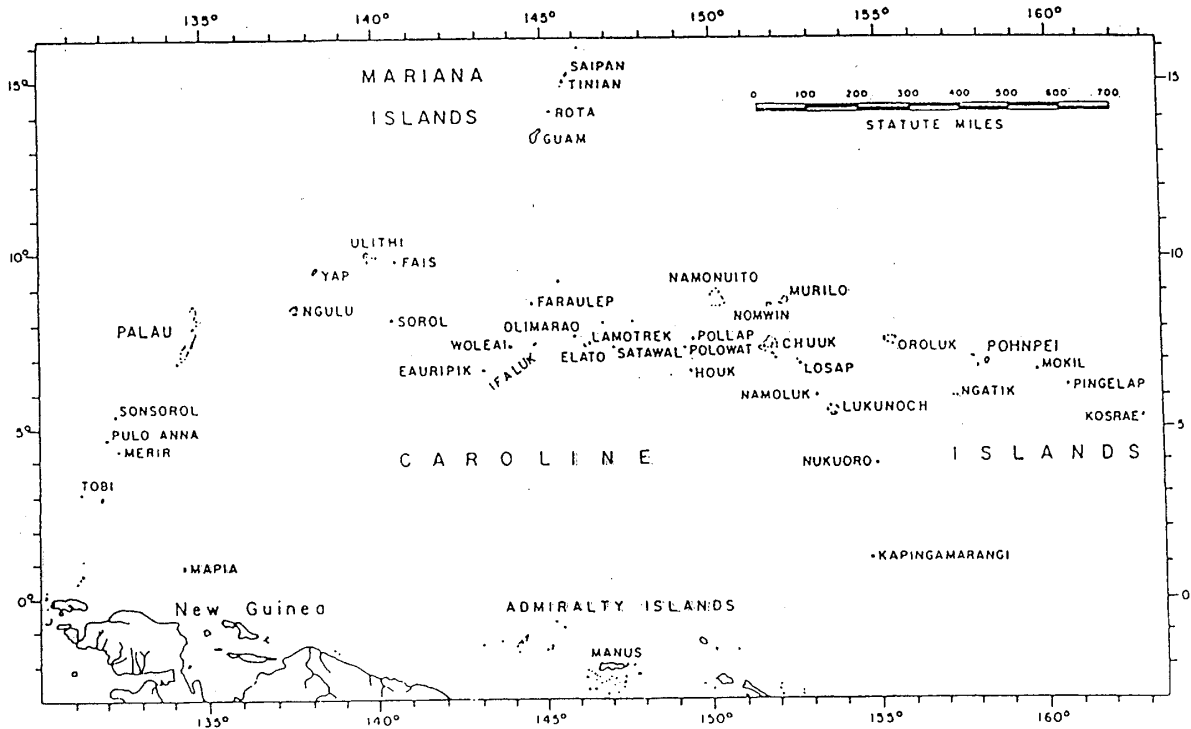 135° 140° 145° 150° 155° 160°
15° 15
MARIANA
ISLANDS
SAIPAN
TINIAN
ROTA
GUAM
0 100 200 300 400 500 600 700
STATUTE MILES
10° 10
ULITHI
FAIS
YAP
NGULU
PALAU
SOROL
FARAULEP
OLIMARAO
WOLEAI
IFALUK
EAURIPIK
LAMOTREK
ELATO
SATAWAL
NAMONUITO
MURILO
NOMWIN
POLLAP
POLOWAT
CHUUK
HOUK
LOSAP
NAMOLUK
LUKUNOCH
OROLUK
POHNPEI
MOKIL
PINGELAP
NGATIK
KOSRAE
SONSOROL
PULO ANNA
MERIR
5° 5
CAROLINE ISLANDS
NUKUORO
TOBI
MAPIA
KAPINGAMARANGI
0° 0
New Guinea
ADMIRALTY ISLANDS
MANUS
135° 140° 145° 150° 155° 160°